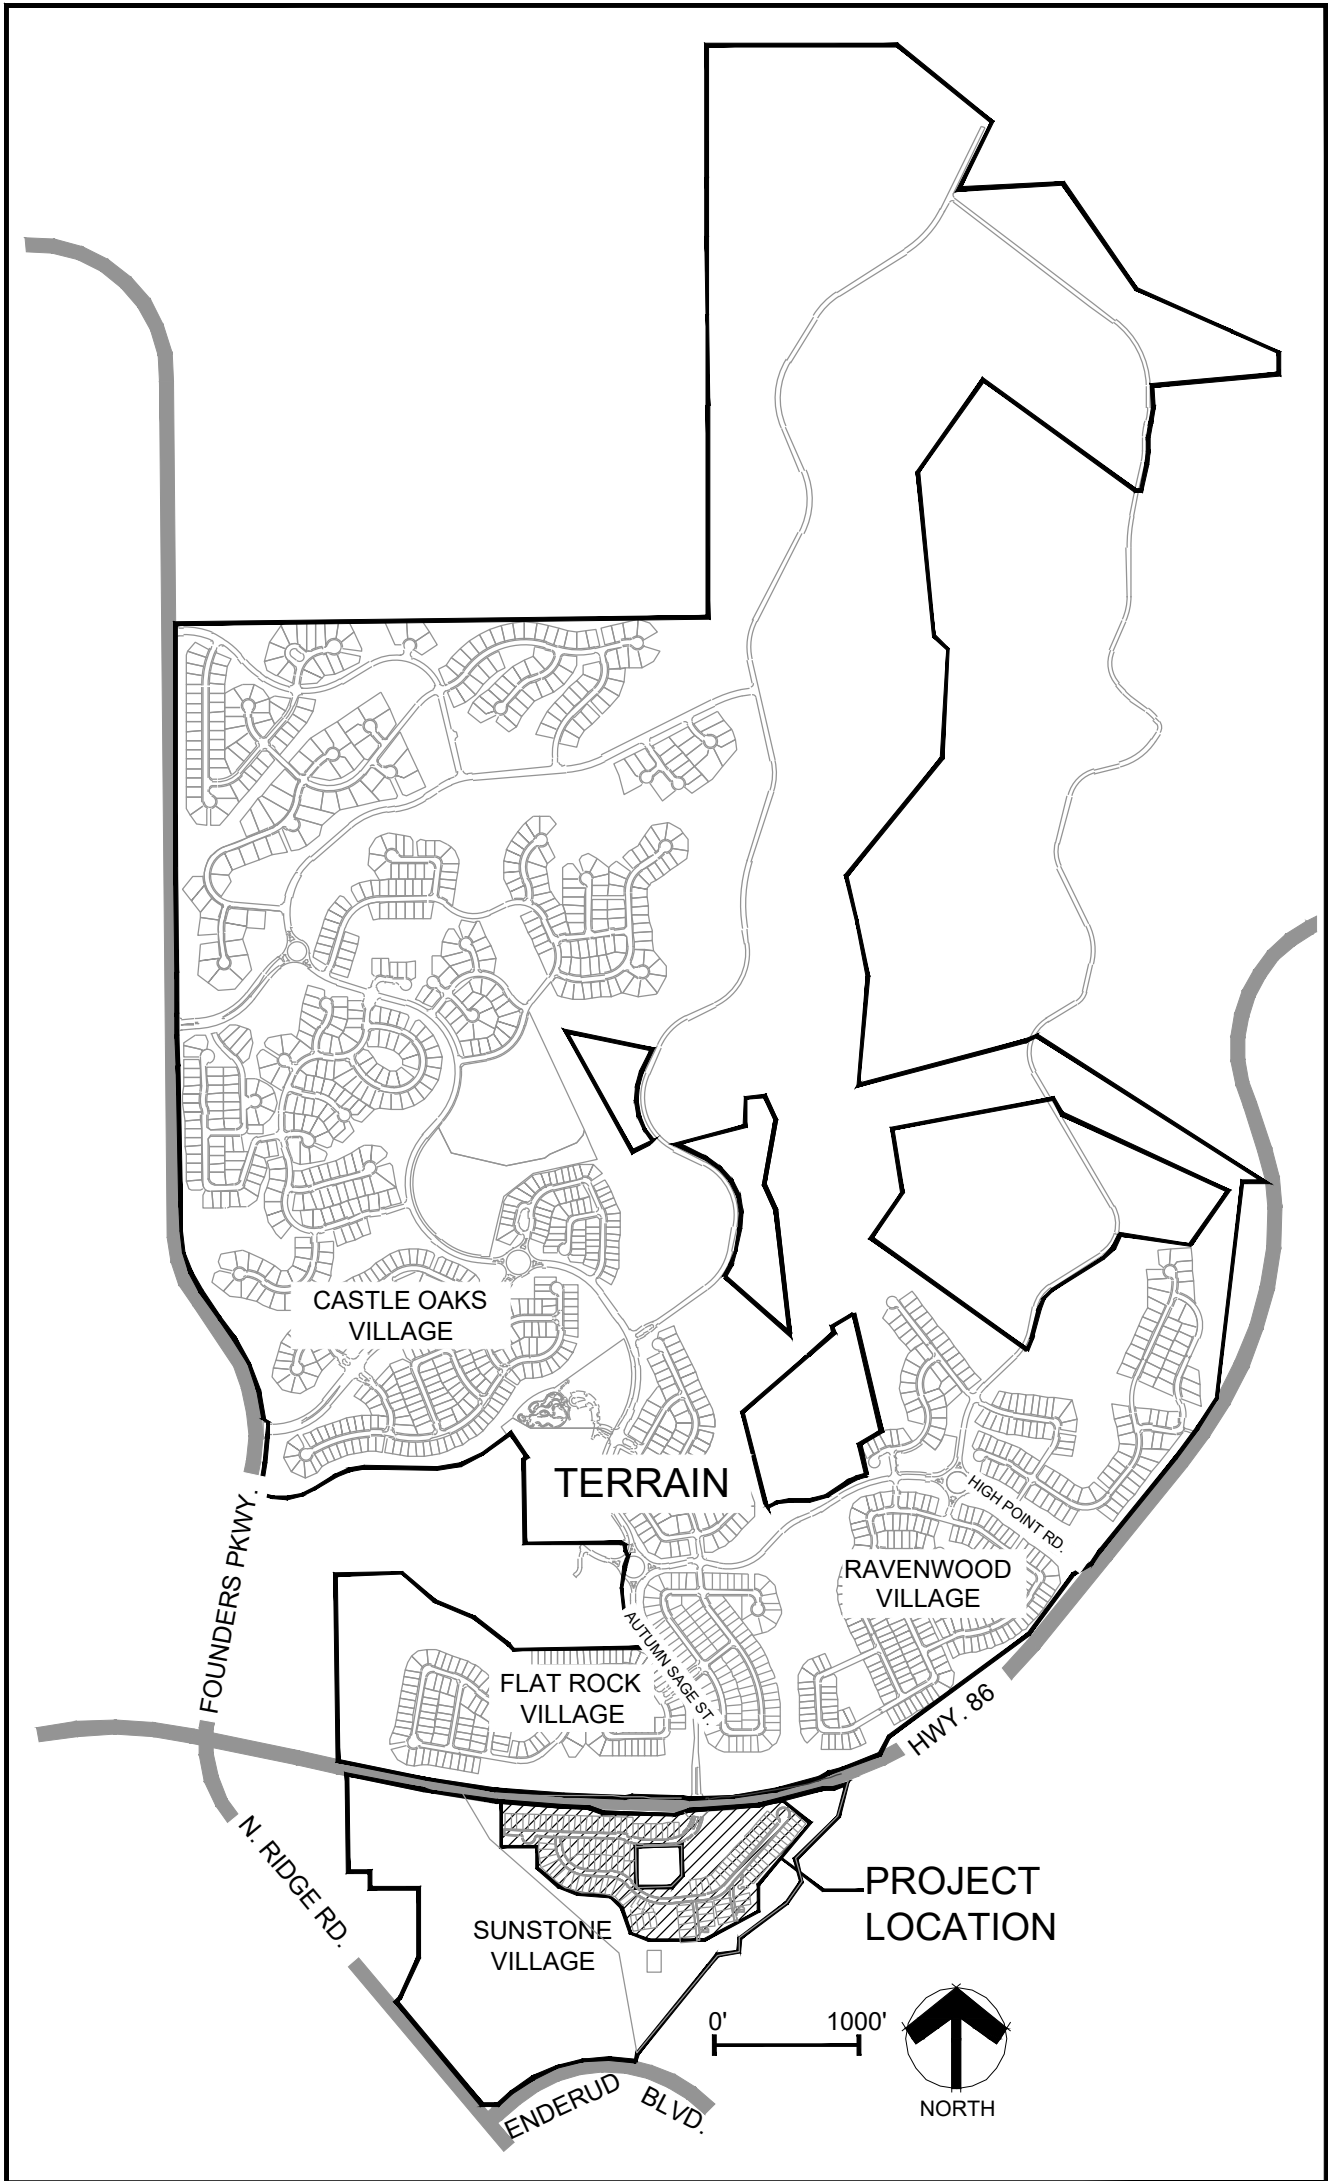 CASTLE OAKS
VILLAGE
TERRAIN
HIGH POINT RD.
FOUNDERS PKWY.
RAVENWOOD
VILLAGE
AUTUMN SAGE ST.
FLAT ROCK
VILLAGE
HWY. 86
N. RIDGE RD.
PROJECT
LOCATION
SUNSTONE
VILLAGE
0' 1000'
ENDERUD BLVD.
NORTH